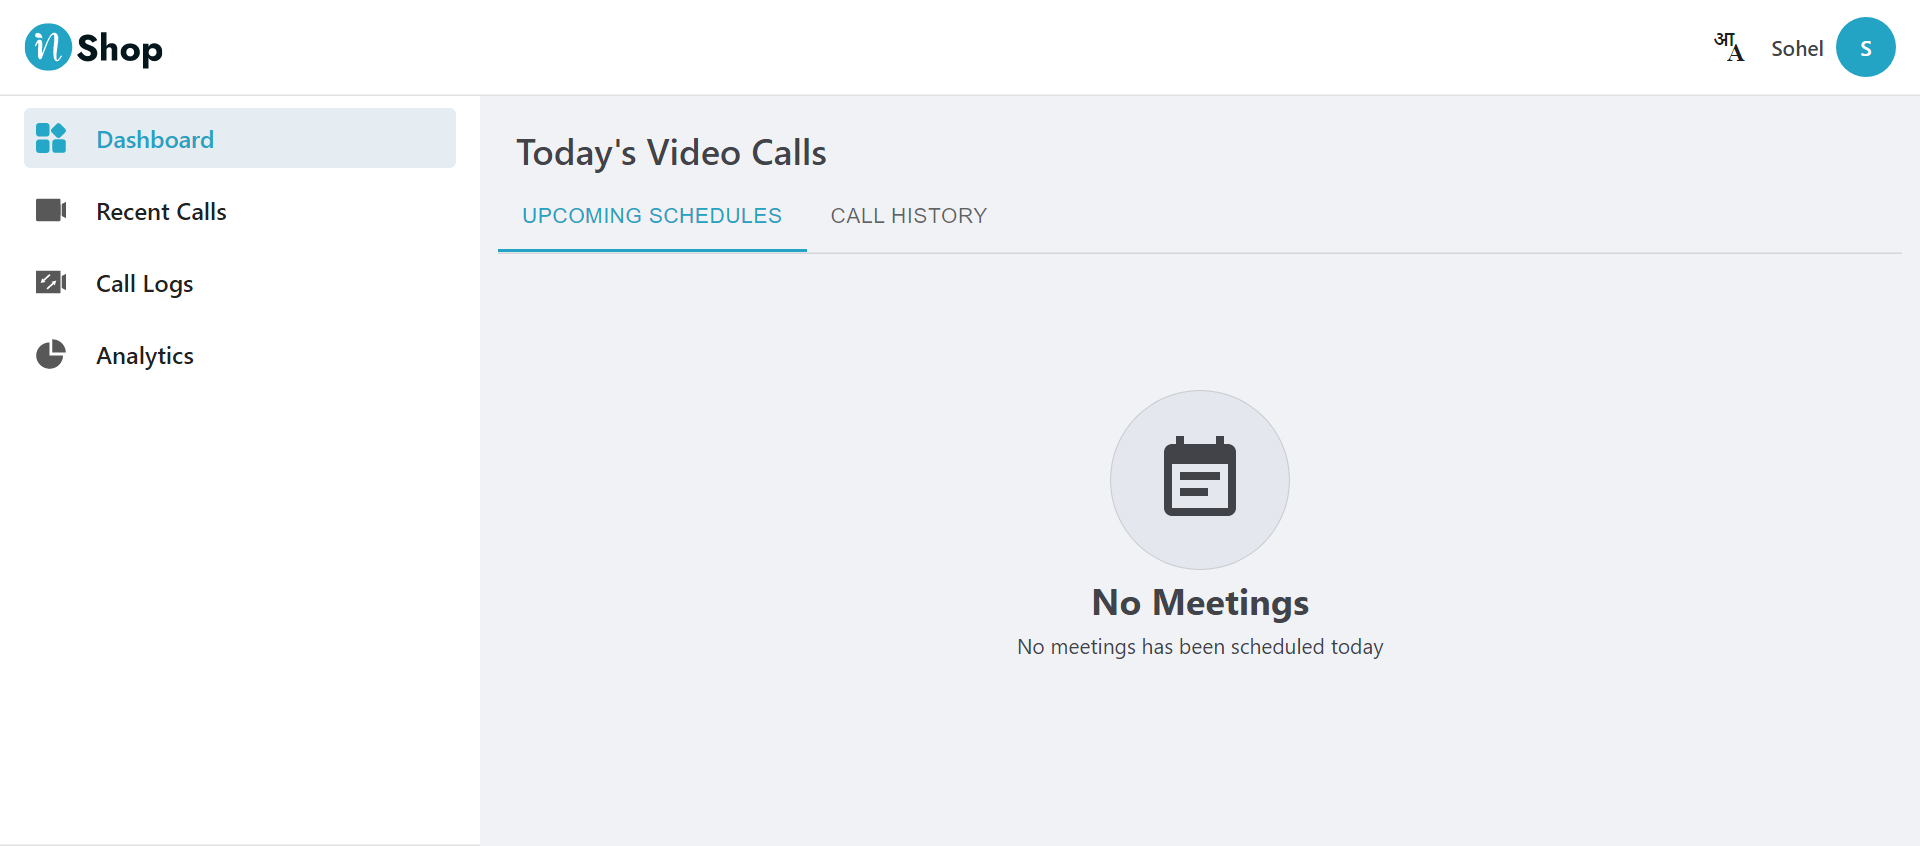 in Shop
आA
Sohel
S
Dashboard
Recent Calls
Call Logs
Analytics
Today's Video Calls
UPCOMING SCHEDULES
CALL HISTORY
No Meetings
No meetings has been scheduled today